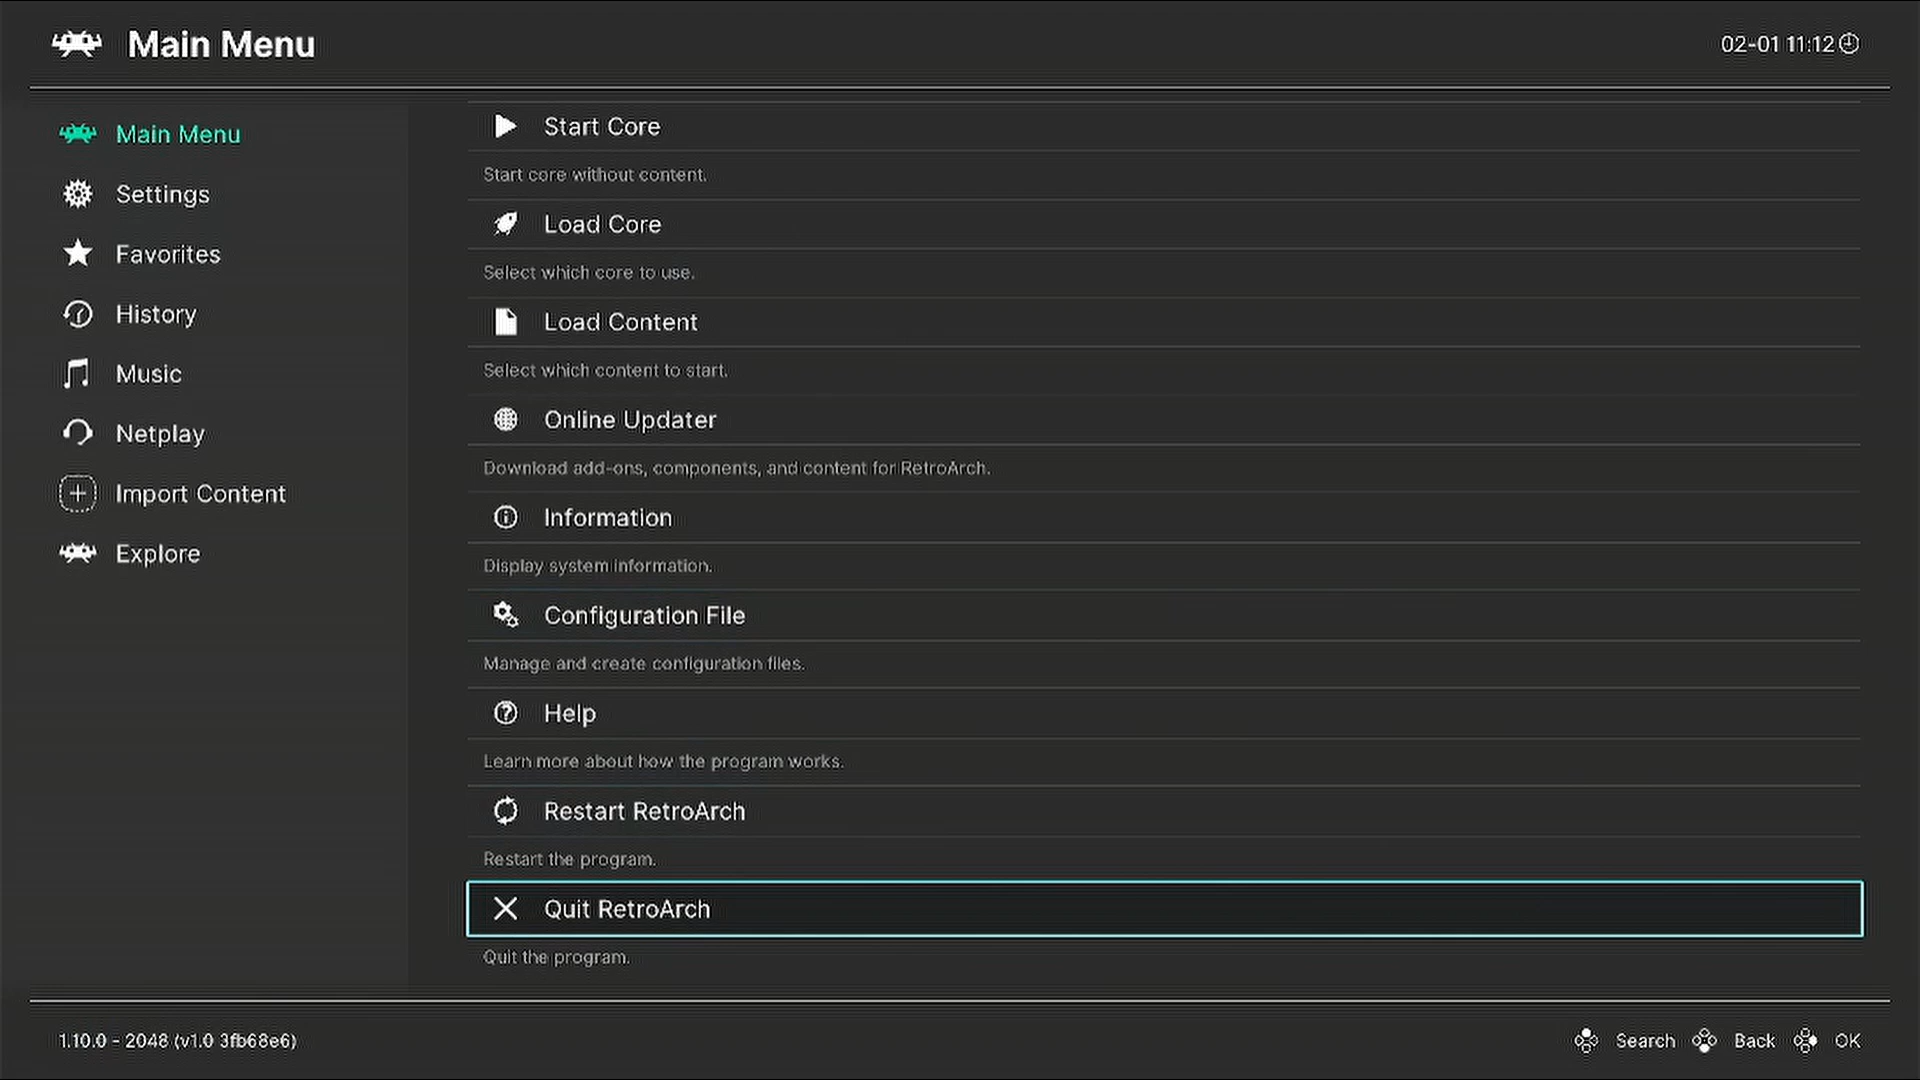 Main Menu
02-01 11:12
Main Menu
Settings
Favorites
History
Music
Netplay
Import Content
Explore
Start Core
Start core without content.
Load Core
Select which core to use.
Load Content
Select which content to start.
Online Updater
Download add-ons, components, and content for RetroArch.
Information
Display system information.
Configuration File
Manage and create configuration files.
Help
Learn more about how the program works.
Restart RetroArch
Restart the program.
Quit RetroArch
Quit the program.
1.10.0 - 2048 (v1.0 3fb68e6)
Search Back OK